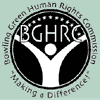 Bowling Green Human Rights Commission
BGHRC
"Making a Difference!"